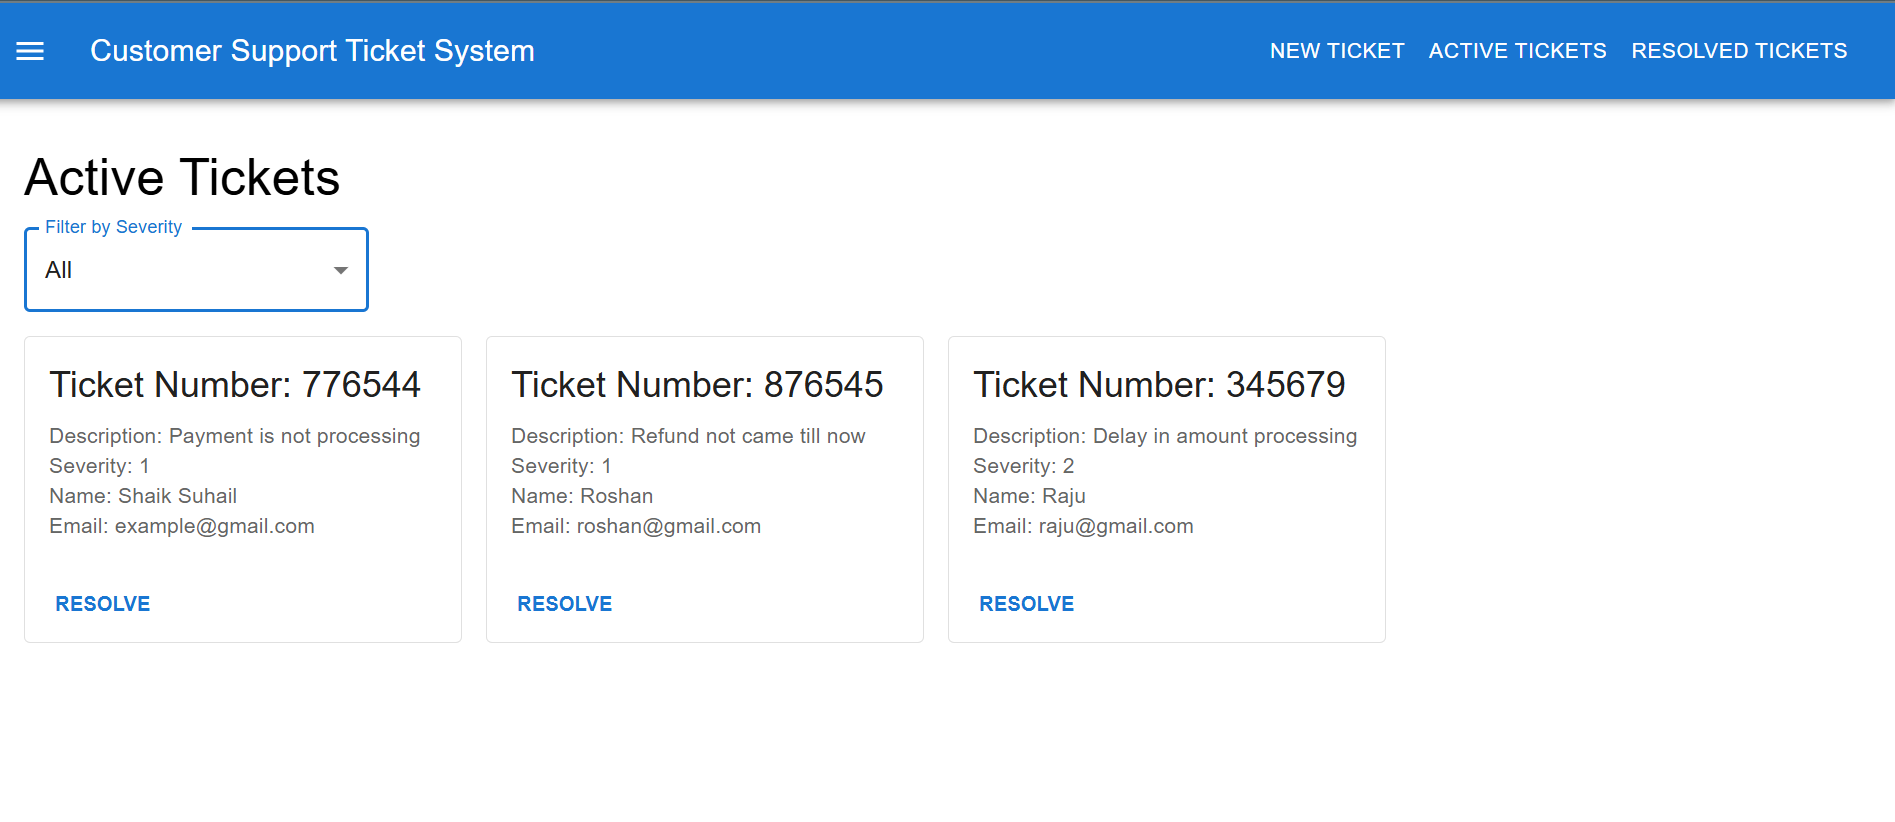 Customer Support Ticket System
NEW TICKET
ACTIVE TICKETS
RESOLVED TICKETS
Active Tickets
Filter by Severity
All
Ticket Number: 776544
Description: Payment is not processing
Severity: 1
Name: Shaik Suhail
Email: example@gmail.com
RESOLVE
Ticket Number: 876545
Description: Refund not came till now
Severity: 1
Name: Roshan
Email: roshan@gmail.com
RESOLVE
Ticket Number: 345679
Description: Delay in amount processing
Severity: 2
Name: Raju
Email: raju@gmail.com
RESOLVE